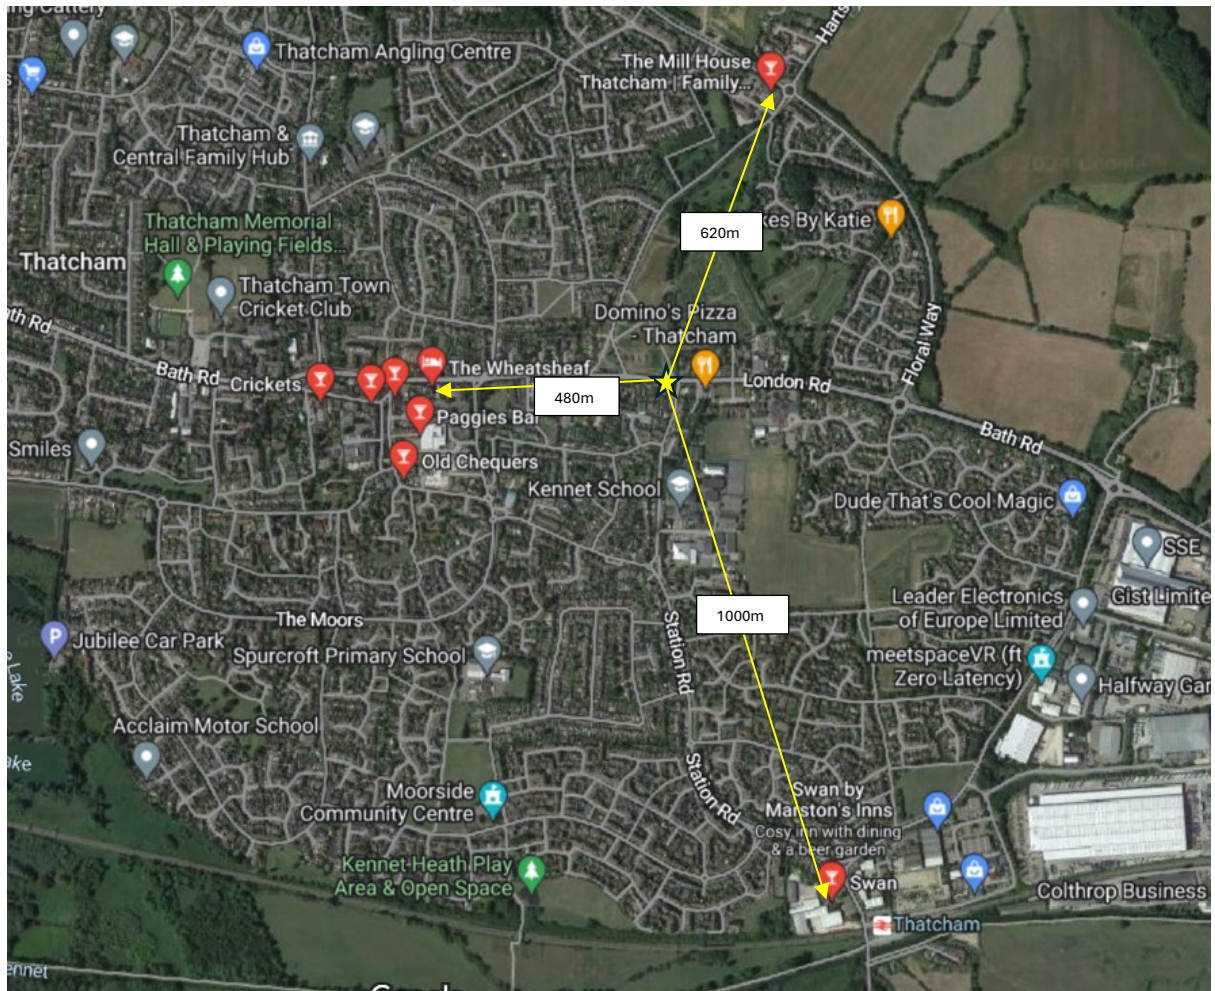 Thatcham Angling Centre
The Mill House
Thatcham | Family...
Thatcham &
Central Family Hub
Thatcham Memorial
Hall & Playing Fields...
Thatcham
Thatcham Town
Cricket Club
620m
kes By Katie
Domino's Pizza
- Thatcham
Floral Way
Bath Rd
Crickets
The Wheatsheaf
480m
London Rd
Paggies Bar
Bath Rd
Smiles
Old Chequers
Kennet School
Dude That's Cool Magic
SSE
Leader Electronics
of Europe Limited
Gist Limite
1000m
The Moors
Station Rd
Jubilee Car Park
Spurcroft Primary School
meetspaceVR (ft
Zero Latency)
Halfway Gar
Lake
Acclaim Motor School
ake
Station Rd
Moorside
Community Centre
Swan by
Marston's Inns
Cosy inn with dining
& a beer garden
Kennet Heath Play
Area & Open Space
Swan
Colthrop Business
Thatcham
ennet